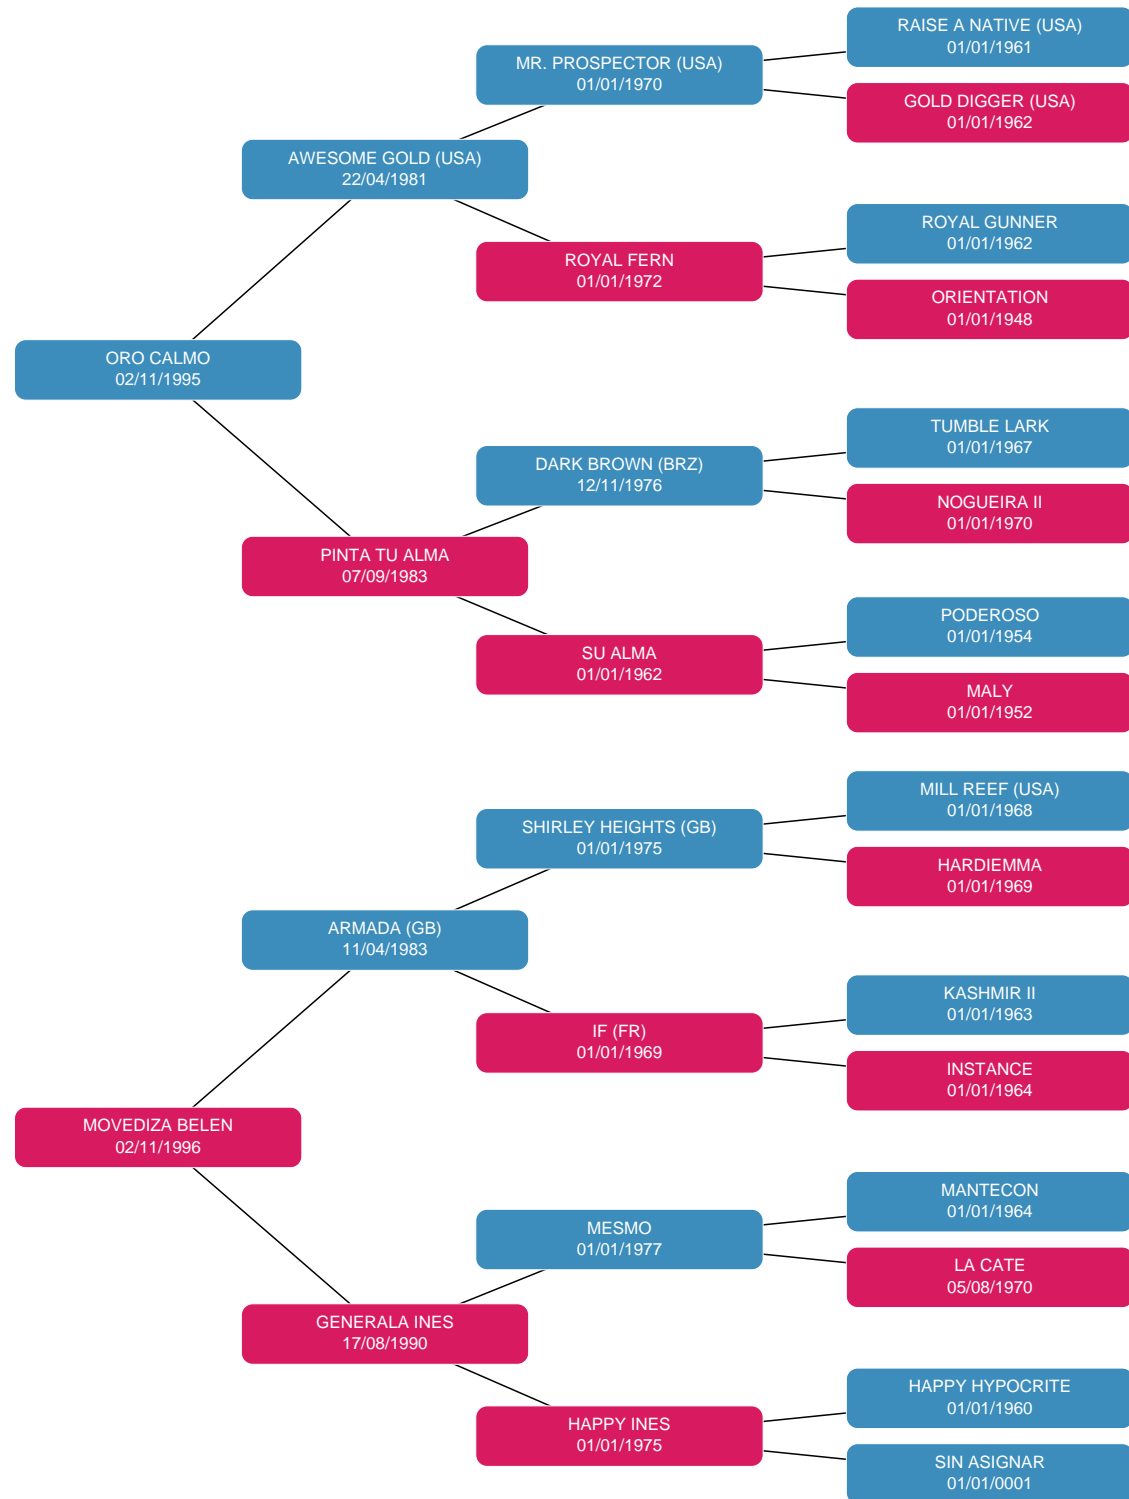 RAISE A NATIVE (USA)
01/01/1961
MR. PROSPECTOR (USA)
01/01/1970
GOLD DIGGER (USA)
01/01/1962
AWESOME GOLD (USA)
22/04/1981
ROYAL GUNNER
01/01/1962
ROYAL FERN
01/01/1972
ORIENTATION
01/01/1948
ORO CALMO
02/11/1995
TUMBLE LARK
01/01/1967
DARK BROWN (BRZ)
12/11/1976
NOGUEIRA II
01/01/1970
PINTA TU ALMA
07/09/1983
PODEROSO
01/01/1954
SU ALMA
01/01/1962
MALY
01/01/1952
MILL REEF (USA)
01/01/1968
SHIRLEY HEIGHTS (GB)
01/01/1975
HARDIEMMA
01/01/1969
ARMADA (GB)
11/04/1983
KASHMIR II
01/01/1963
IF (FR)
01/01/1969
INSTANCE
01/01/1964
MOVEDIZA BELEN
02/11/1996
MANTECON
01/01/1964
MESMO
01/01/1977
LA CATE
05/08/1970
GENERALA INES
17/08/1990
HAPPY HYPOCRITE
01/01/1960
HAPPY INES
01/01/1975
SIN ASIGNAR
01/01/0001